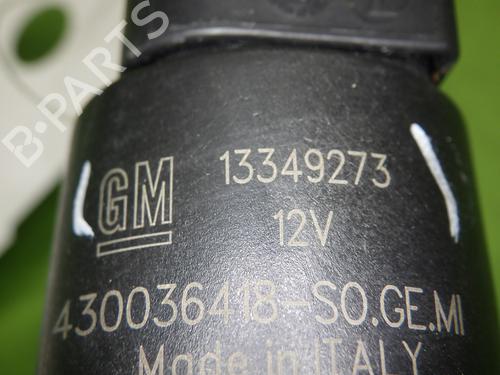 B-PARTS
GM
13349273
12V
430036418-SO.GE.MI
Made in ITALY